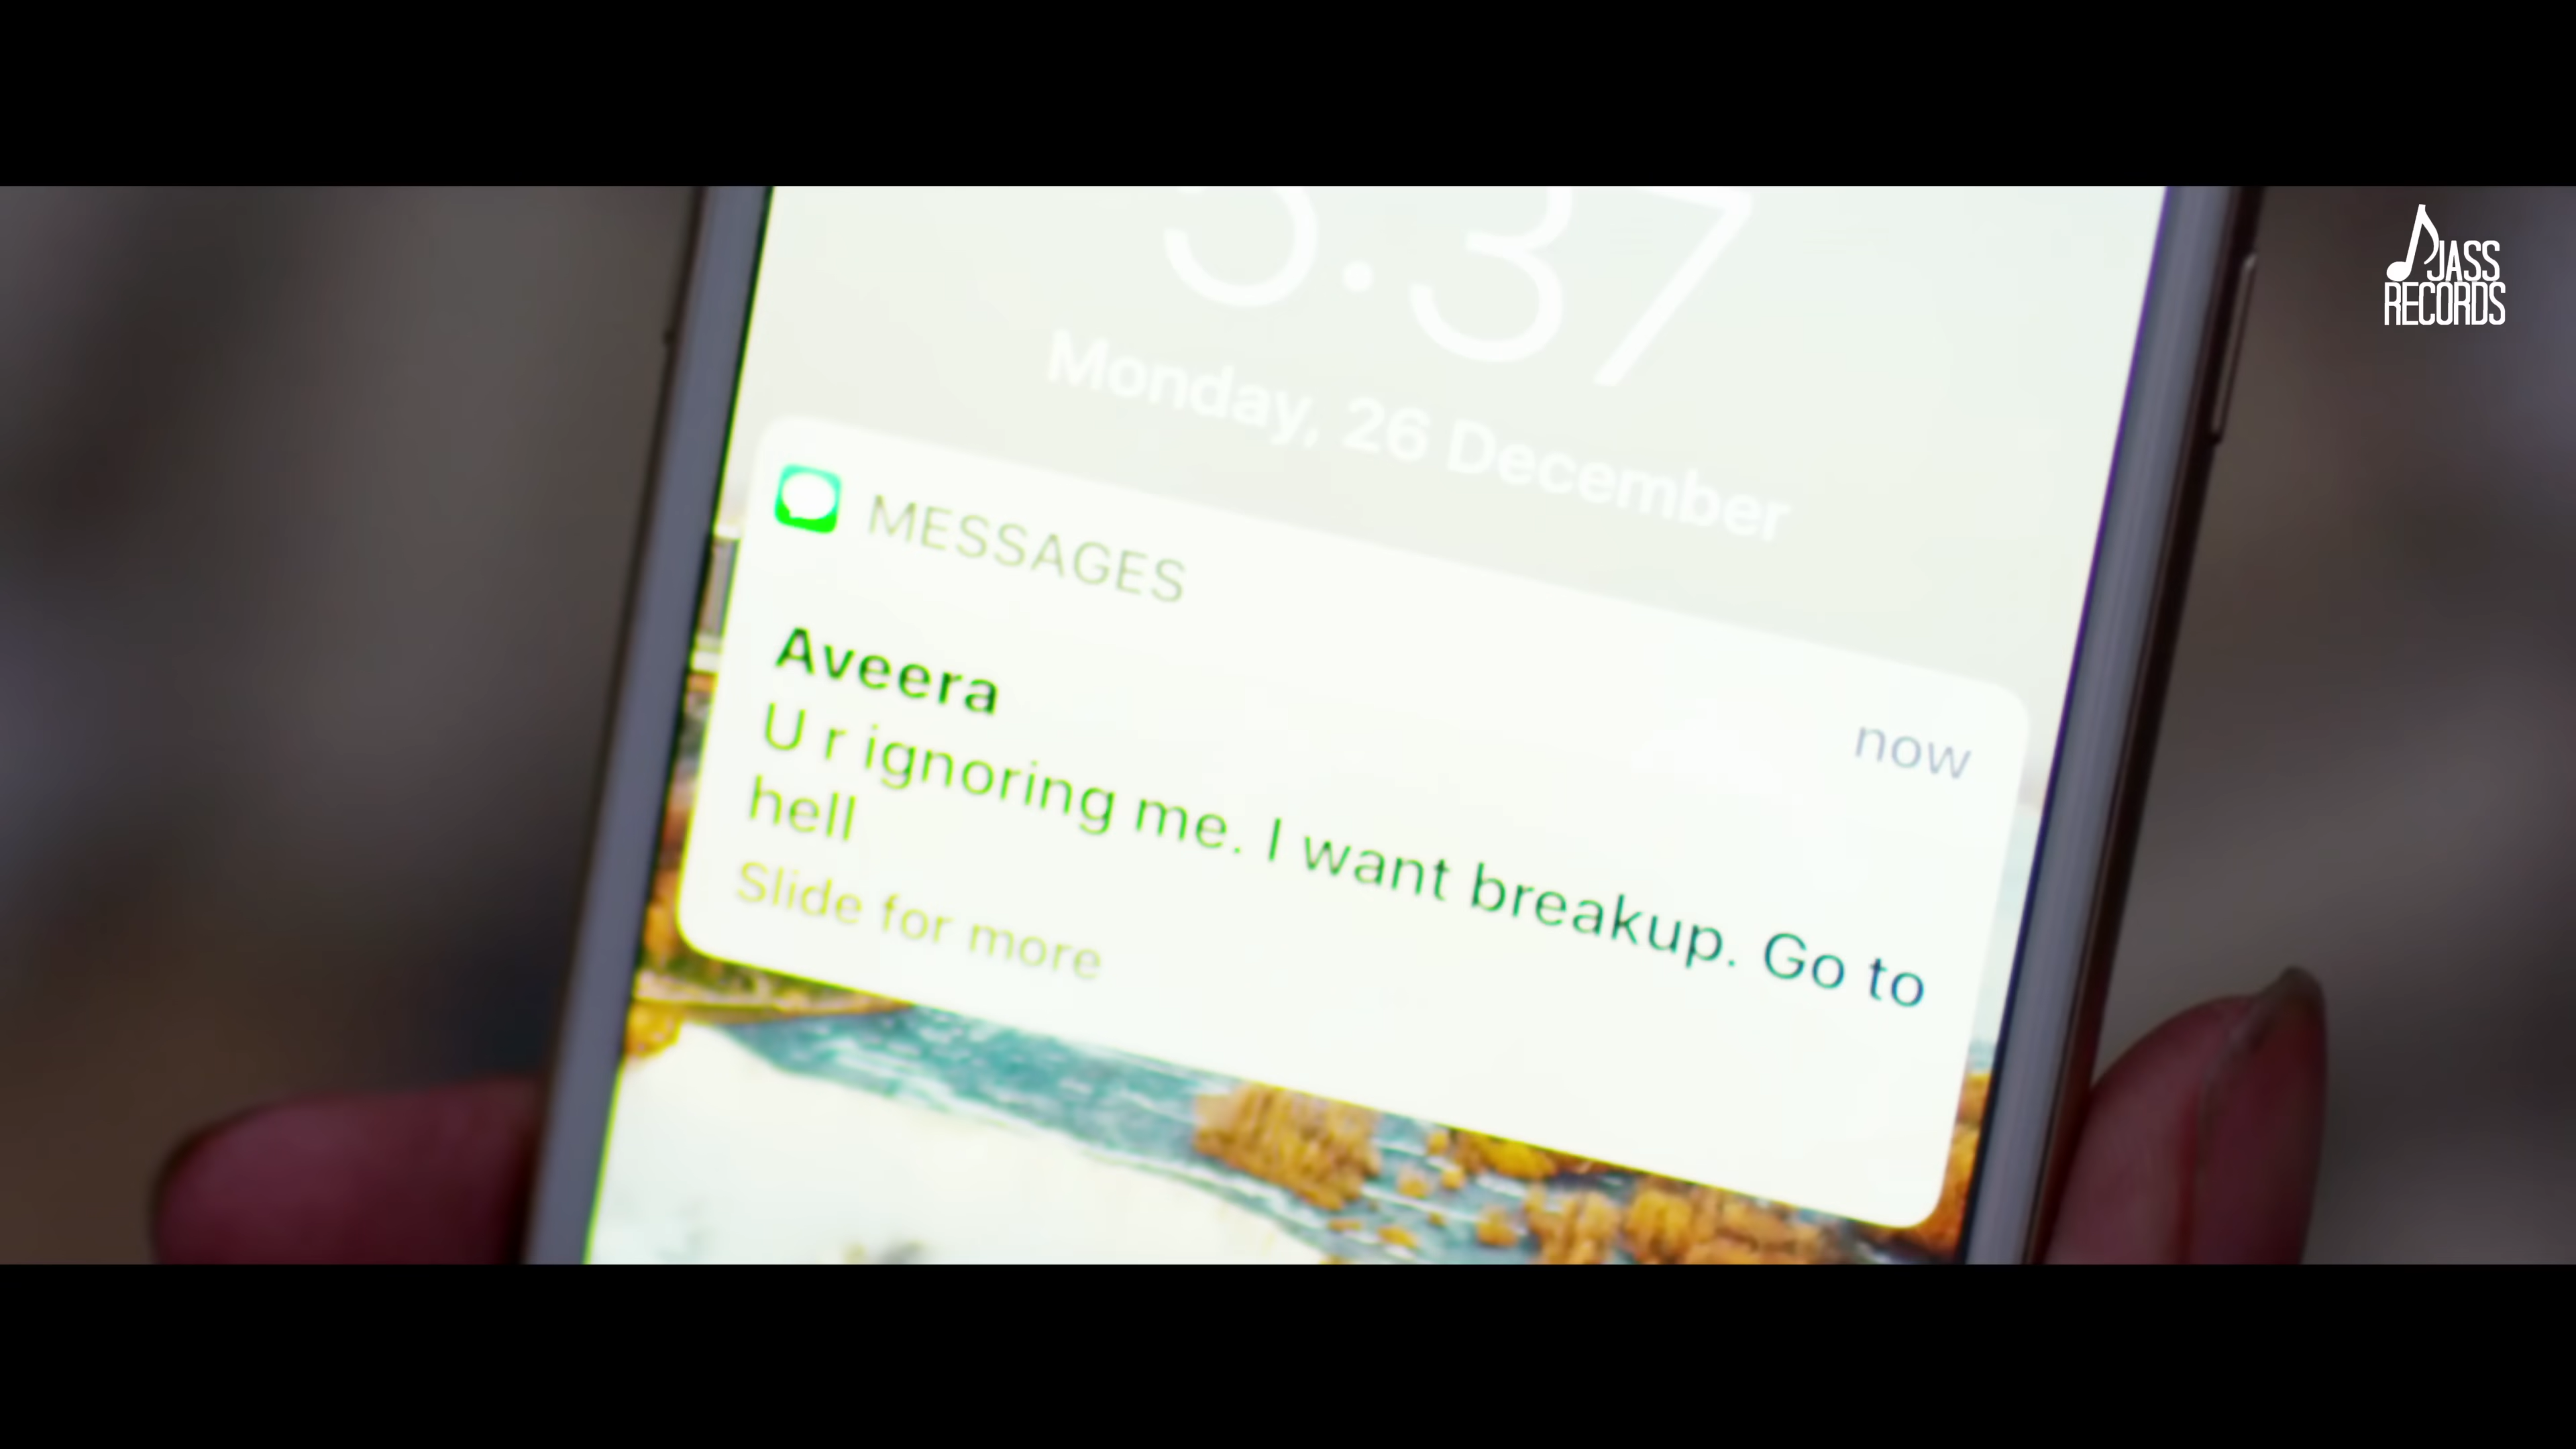 JASS
RECORDS
:37
Monday, 26 December
MESSAGES
now
Aveera
U r ignoring me. I want breakup. Go to
hell
Slide for more